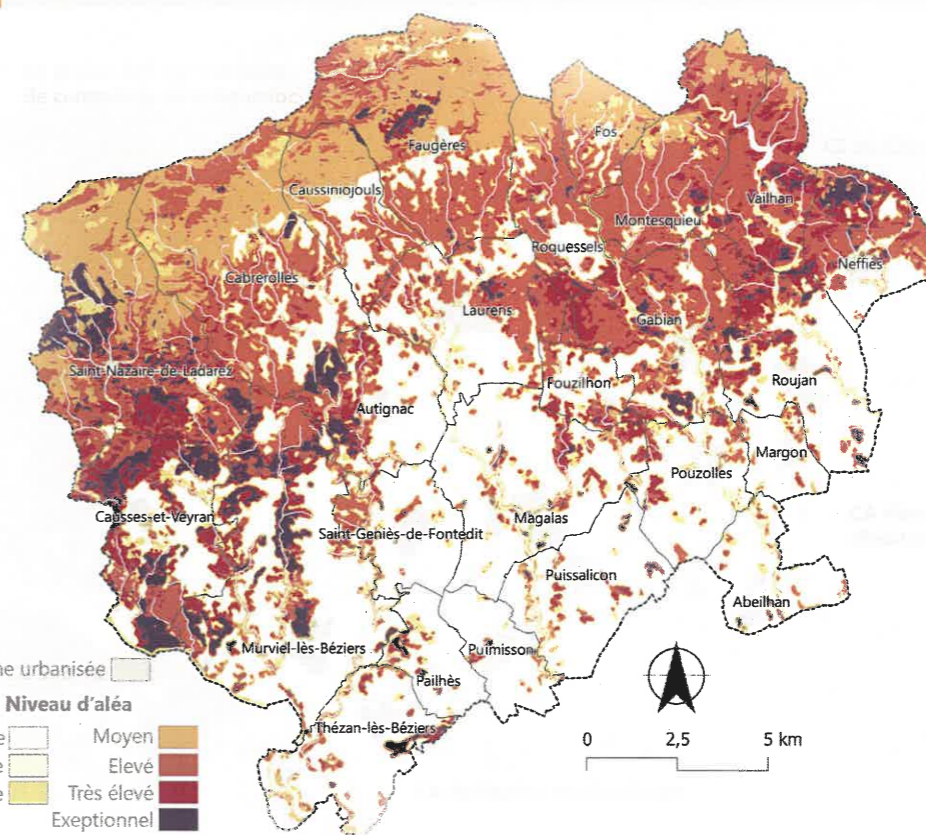 Faugères
Fos
Caussiniojouls
Vailhan
Montesquieu
Roquessels
Neffiès
Cabrerolles
Laurens
Gabian
Saint-Nazaire-de-Ladarez
Fouzilhon
Roujan
Autignac
Margon
Pouzolles
Causses-et-Veyran
Magalas
Saint-Geniès-de-Fontédit
Puissalicon
Abeilhan
Murviel-lès-Béziers
Puimisson
Pailhès
Thézan-lès-Béziers
urbanisée
Niveau d'aléa
Moyen
Elevé
Très élevé
Exeptionnel
0 2,5 5 km